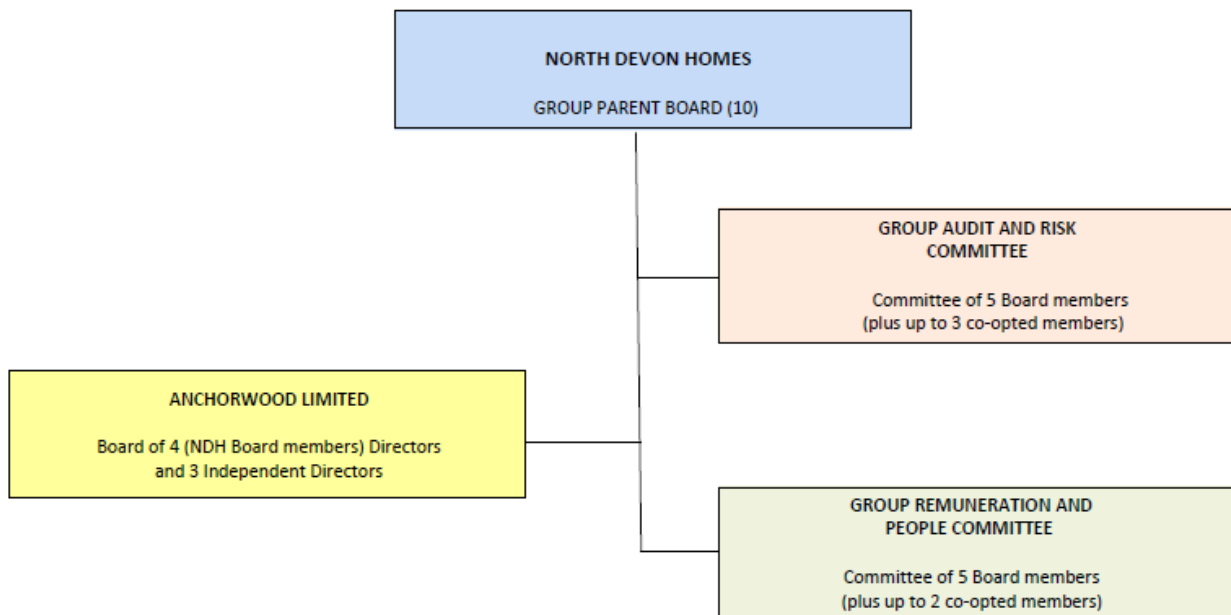 NORTH DEVON HOMES
GROUP PARENT BOARD (10)
GROUP AUDIT AND RISK
COMMITTEE
Committee of 5 Board members
(plus up to 3 co-opted members)
ANCHORWOOD LIMITED
Board of 4 (NDH Board members) Directors
and 3 Independent Directors
GROUP REMUNERATION AND
PEOPLE COMMITTEE
Committee of 5 Board members
(plus up to 2 co-opted members)